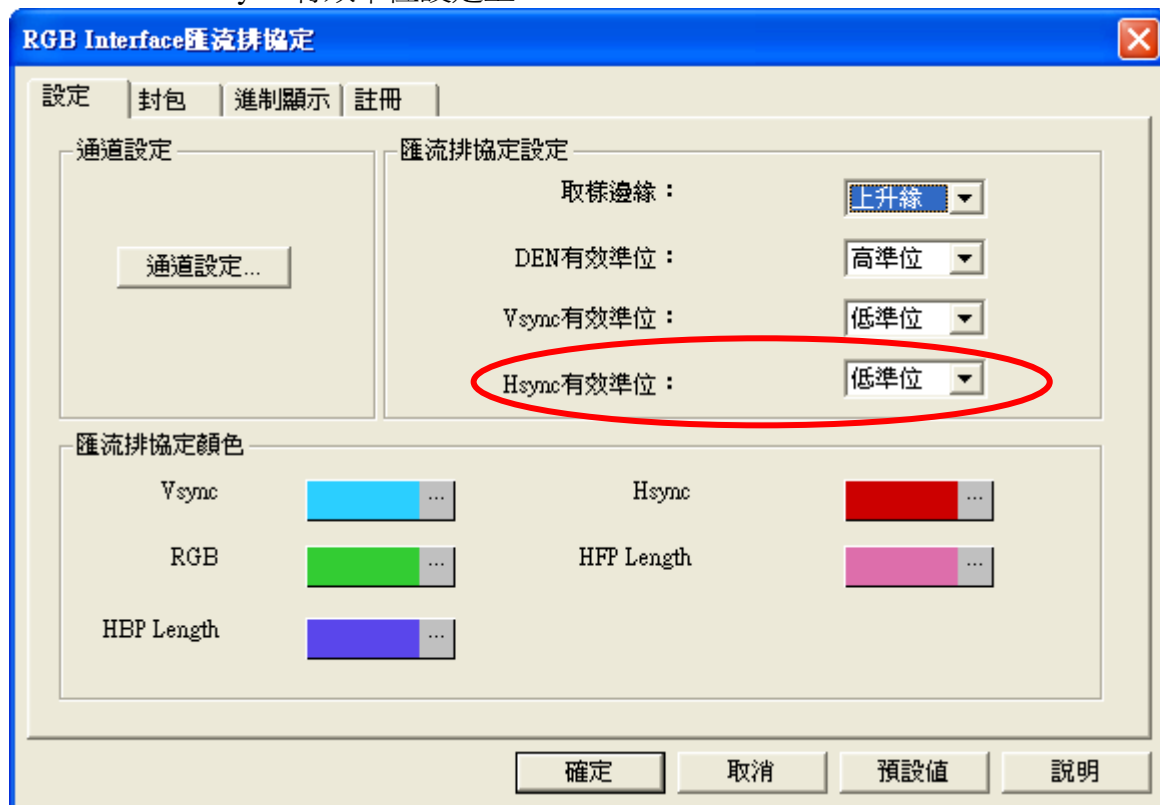 RGB Interface匯流排協定
設定 封包 進制顯示 註冊
通道設定
通道設定...
匯流排協定設定
取樣邊緣： 上升緣
DEN有效準位： 高準位
Vsync有效準位： 低準位
Hsync有效準位： 低準位
匯流排協定顏色
Vsync ... Hsync ...
RGB ... HFP Length ...
HBP Length ...
確定 取消 預設值 說明